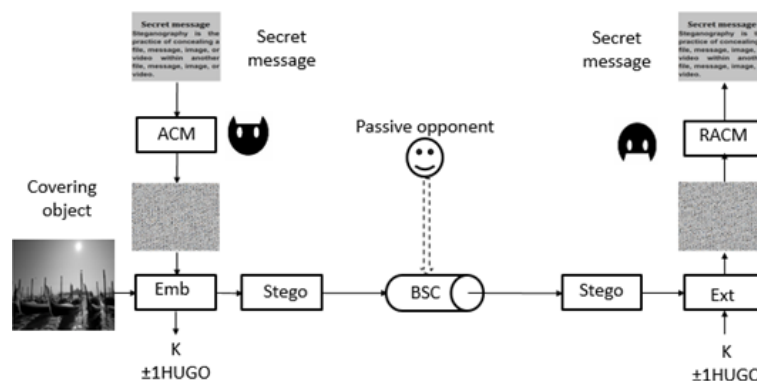 Secret message
Steganography is the
practice of concealing a
file, message, image, or
video within another
file, message, image, or
video.
Secret
message
ACM
Covering
object
Emb
K
±1HUGO
Stego
Passive opponent
BSC
Stego
Secret
message
Secret message
Steganography is the
practice of concealing a
file, message, image, or
video within another
file, message, image, or
video.
RACM
Ext
K
±1HUGO